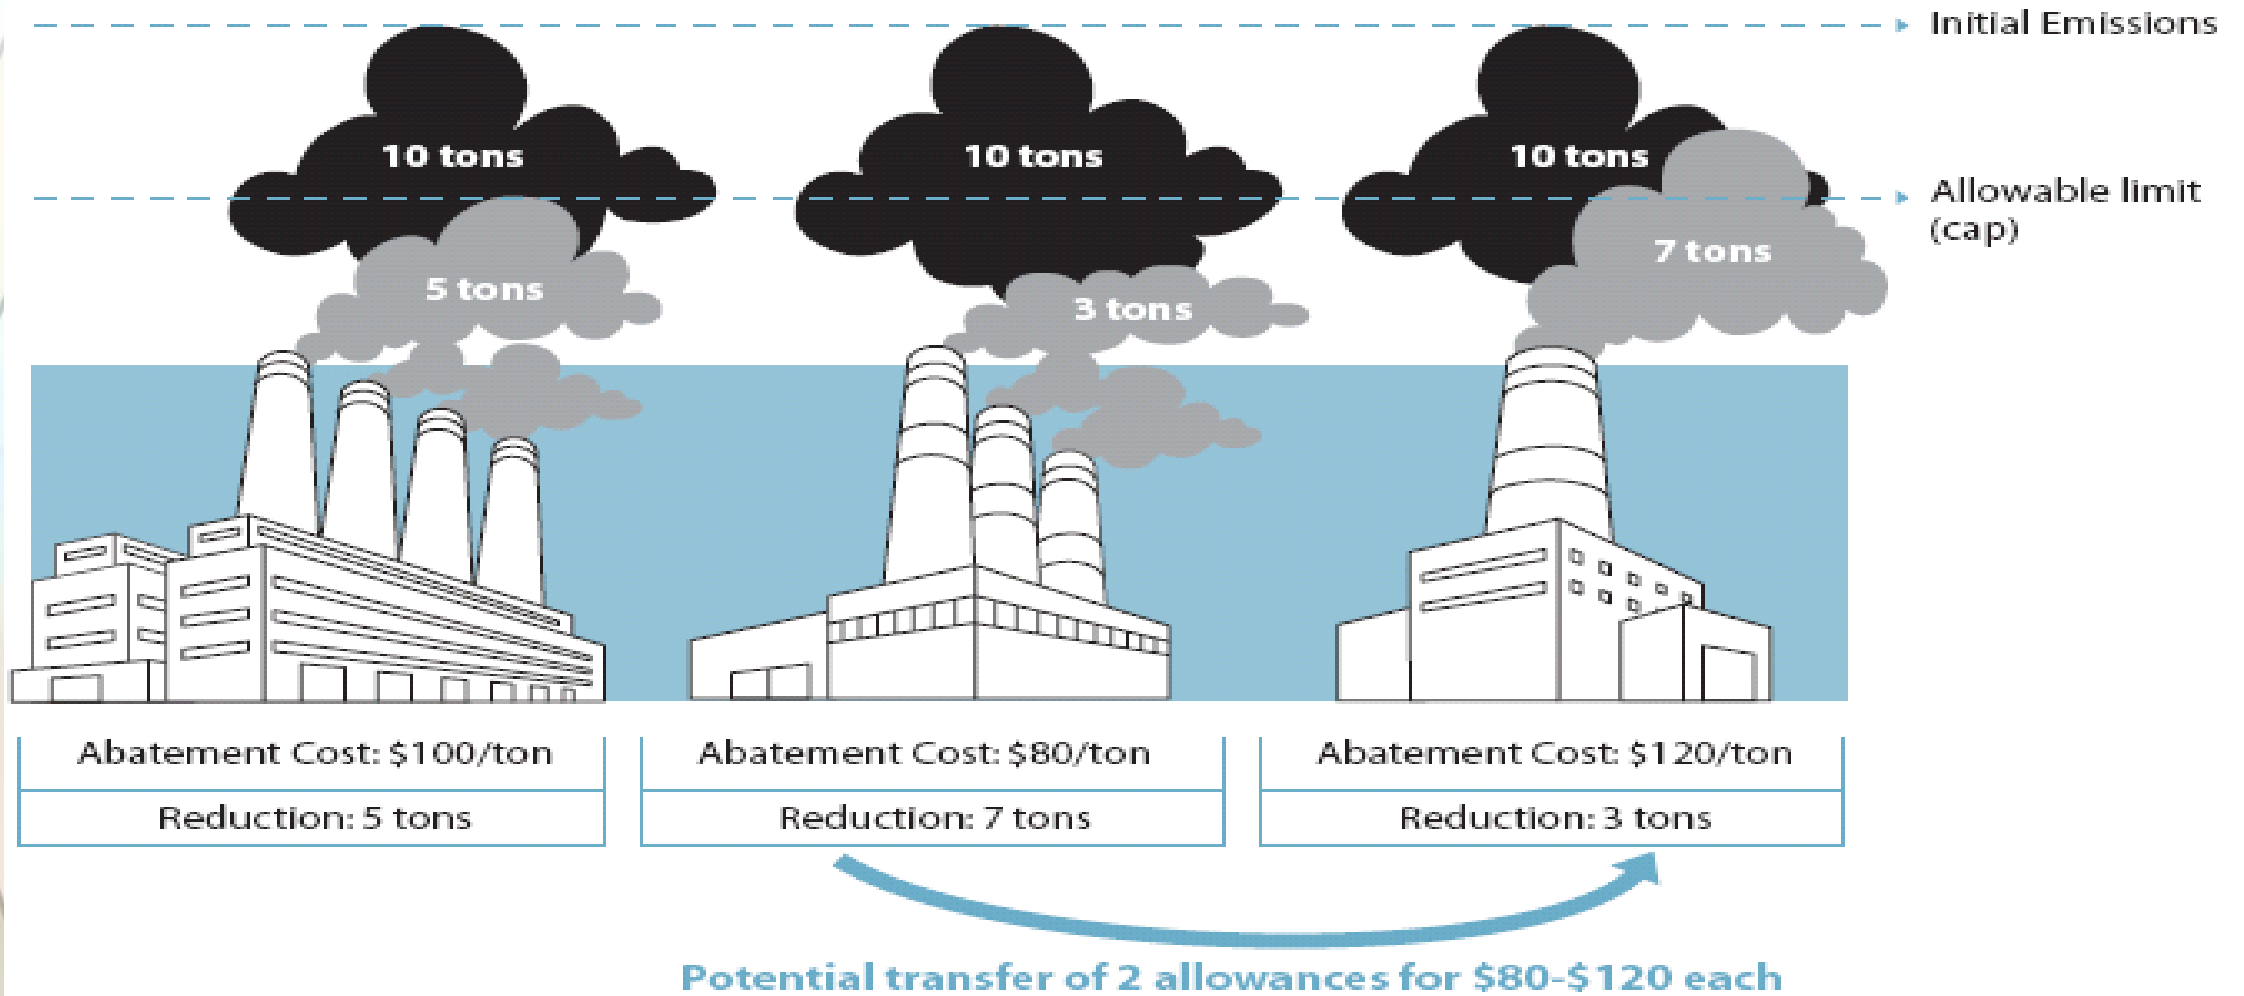 Initial Emissions
10 tons
10 tons
10 tons
Allowable limit
(cap)
5 tons
3 tons
7 tons
Abatement Cost: $100/ton
Reduction: 5 tons
Abatement Cost: $80/ton
Reduction: 7 tons
Abatement Cost: $120/ton
Reduction: 3 tons
Potential transfer of 2 allowances for $80-$120 each